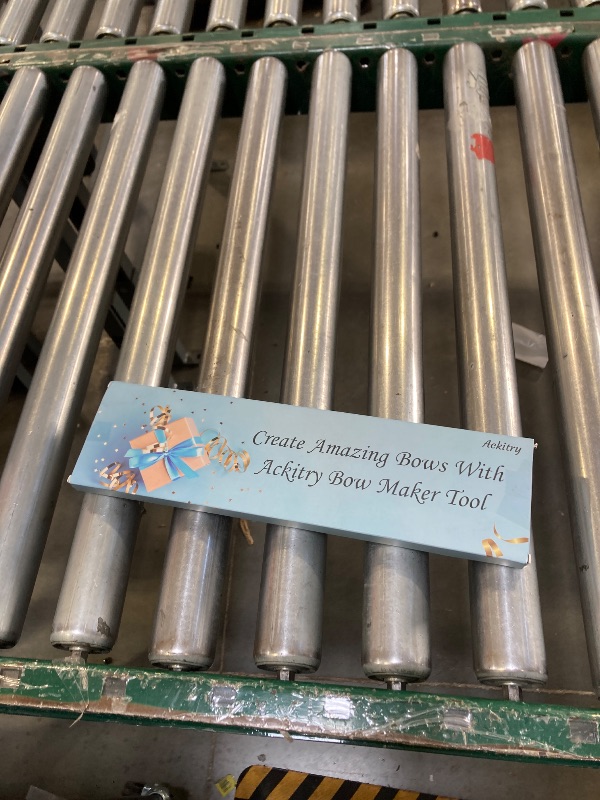 Ackitry
Create Amazing Bows With
Ackitry Bow Maker Tool